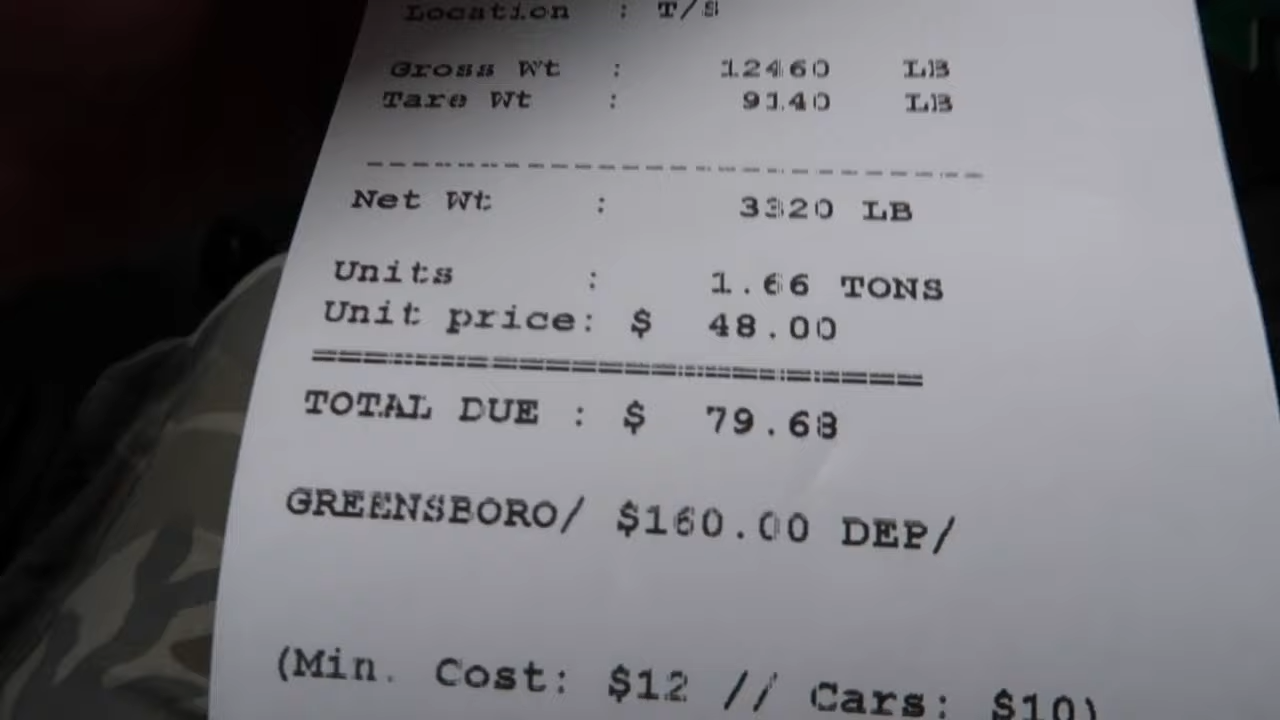 Location : T/S
Gross Wt : 12460 LB
Tare Wt : 9140 LB
--------------------------------
Net Wt : 3320 LB
Units : 1.66 TONS
Unit price: $ 48.00
================================
TOTAL DUE : $ 79.68
GREENSBORO/ $160.00 DEP/
(Min. Cost: $12 // Cars: $10)